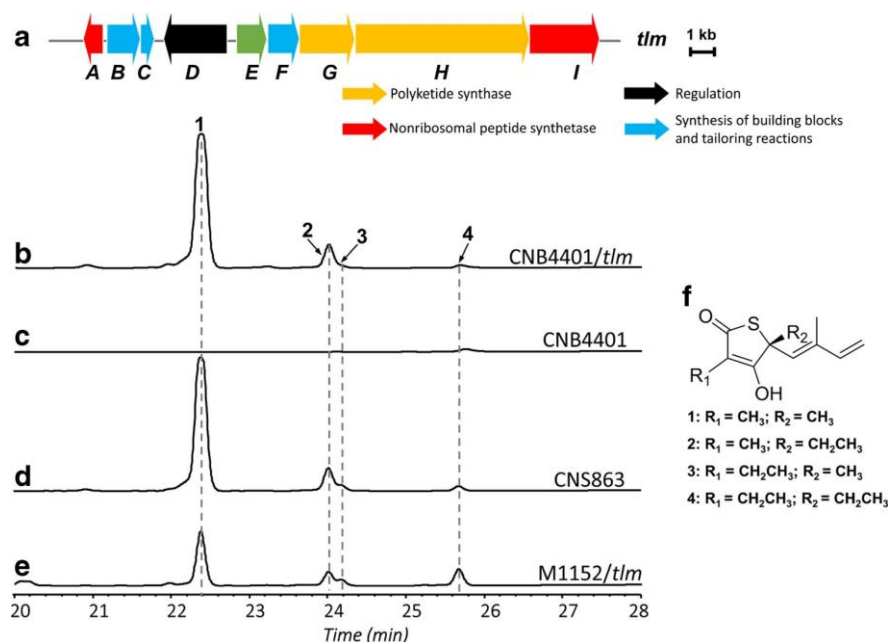 a
tlm
1 kb
A B C D E F G H I
Polyketide synthase
Regulation
Nonribosomal peptide synthetase
Synthesis of building blocks
and tailoring reactions
1
2 3 4
b
CNB4401/tlm
c
CNB4401
d
CNS863
e
M1152/tlm
20 21 22 23 24 25 26 27 28
Time (min)
f
S
O
R2
R1
OH
1: R1 = CH3; R2 = CH3
2: R1 = CH3; R2 = CH2CH3
3: R1 = CH2CH3; R2 = CH3
4: R1 = CH2CH3; R2 = CH2CH3